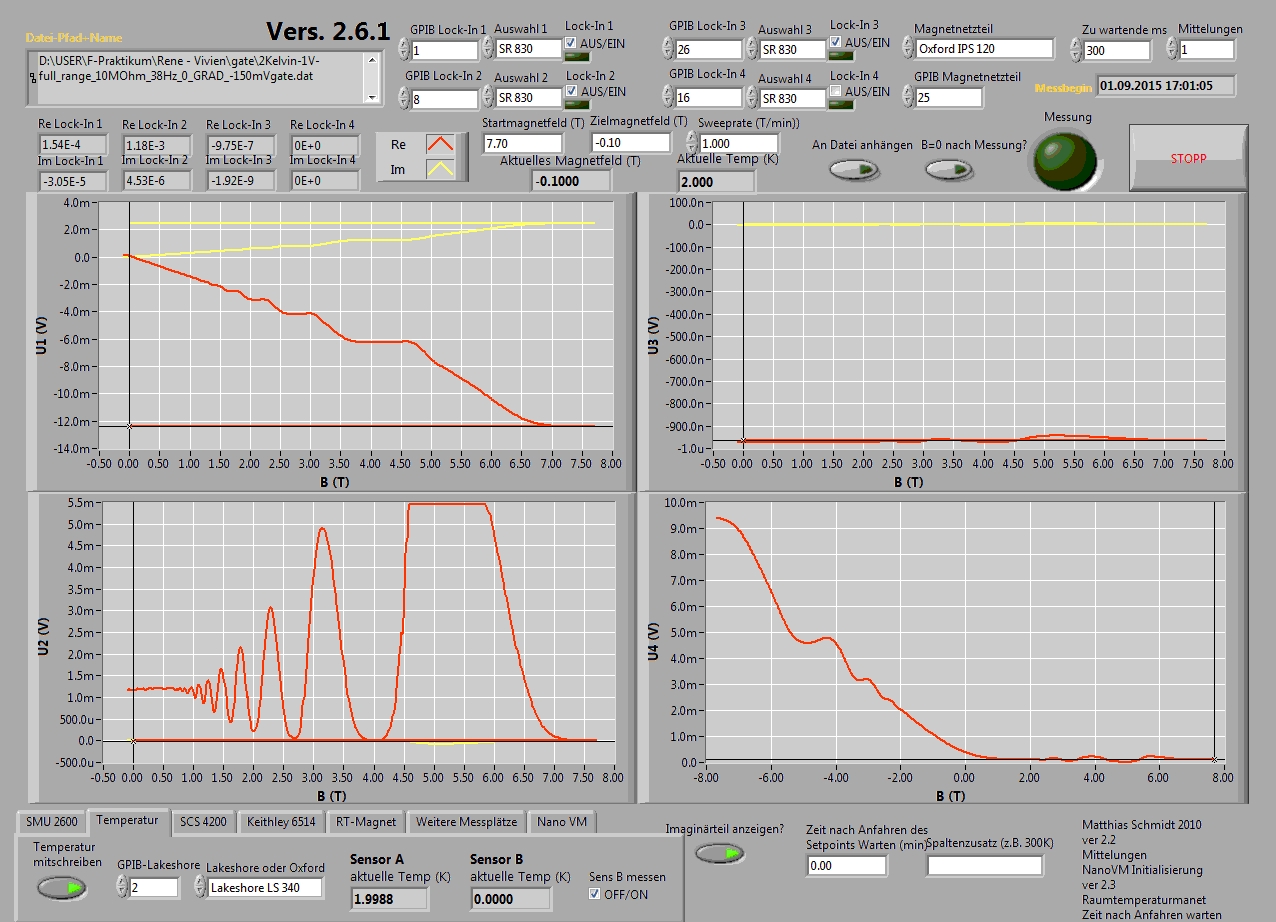 Datei-Pfad--Name
Vers. 2.6.1
D:\USER\F-Praktikum\Rene - Vivien\gate\2Kelvin-1V-
full_range_10MOhm_38Hz_0_GRAD_-150mVgate.dat
GPIB Lock-In 1 Auswahl 1 Lock-In 1
1 SR 830 AUS/EIN
GPIB Lock-In 2 Auswahl 2 Lock-In 2
8 SR 830 AUS/EIN
GPIB Lock-In 3 Auswahl 3 Lock-In 3
26 SR 830 AUS/EIN
GPIB Lock-In 4 Auswahl 4 Lock-In 4
16 SR 830 AUS/EIN
Magnetnetzteil
Oxford IPS 120
GPIB Magnetnetzteil
25
Zu wartende ms Mittelungen
300 1
Messbegin 01.09.2015 17:01:05
Re Lock-In 1 Re Lock-In 2 Re Lock-In 3 Re Lock-In 4
1.54E-4 1.18E-3 -9.75E-7 0E+0
Im Lock-In 1 Im Lock-In 2 Im Lock-In 3 Im Lock-In 4
-3.05E-5 4.53E-6 -1.92E-9 0E+0
Re
Im
Startmagnetfeld (T) Zielmagnetfeld (T) Sweeprate (T/min))
7.70 -0.10 1.000
Aktuelles Magnetfeld (T) Aktuelle Temp (K)
-0.1000 2.000
An Datei anhängen B=0 nach Messung?
Messung
STOPP
4.0m
2.0m
0.0
-2.0m
-4.0m
-6.0m
-8.0m
-10.0m
-12.0m
-14.0m
U1 (V)
-0.50 0.00 0.50 1.00 1.50 2.00 2.50 3.00 3.50 4.00 4.50 5.00 5.50 6.00 6.50 7.00 7.50 8.00
B (T)
100.0n
0.0
-100.0n
-200.0n
-300.0n
-400.0n
-500.0n
-600.0n
-700.0n
-800.0n
-900.0n
-1.0u
U3 (V)
-0.50 0.00 0.50 1.00 1.50 2.00 2.50 3.00 3.50 4.00 4.50 5.00 5.50 6.00 6.50 7.00 7.50 8.00
B (T)
5.5m
5.0m
4.5m
4.0m
3.5m
3.0m
2.5m
2.0m
1.5m
1.0m
500.0u
0.0
-500.0u
U2 (V)
-0.50 0.00 0.50 1.00 1.50 2.00 2.50 3.00 3.50 4.00 4.50 5.00 5.50 6.00 6.50 7.00 7.50 8.00
B (T)
10.0m
9.0m
8.0m
7.0m
6.0m
5.0m
4.0m
3.0m
2.0m
1.0m
0.0
U4 (V)
-8.00 -6.00 -4.00 -2.00 0.00 2.00 4.00 6.00 8.00
B (T)
SMU 2600 Temperatur SCS 4200 Keithley 6514 RT-Magnet Weitere Messplätze Nano VM
Temperatur
mitschreiben
GPIB-Lakeshore Lakeshore oder Oxford
2 Lakeshore LS 340
Sensor A
aktuelle Temp (K)
1.9988
Sensor B
aktuelle Temp (K)
0.0000
Sens B messen
OFF/ON
Imaginärteil anzeigen?
Zeit nach Anfahren des
Setpoints Warten (min)
0.00
Spaltenzusatz (z.B. 300K)
Matthias Schmidt 2010
ver 2.2
Mittelungen
NanoVM Initialisierung
ver 2.3
Raumtemperaturmanet
Zeit nach Anfahren warten